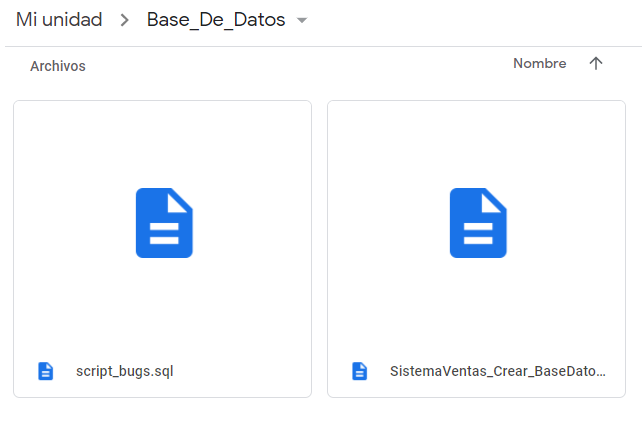 Mi unidad > Base_De_Datos
Archivos
Nombre
script_bugs.sql
SistemaVentas_Crear_BaseDato...